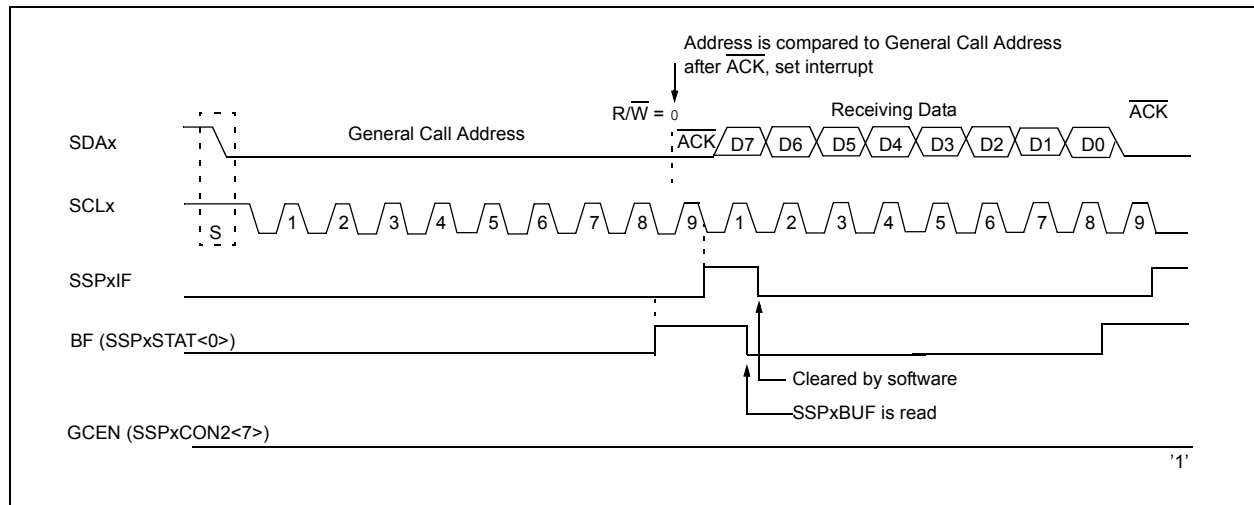 Address is compared to General Call Address
after ACK, set interrupt
R/W = 0
General Call Address
Receiving Data
ACK
SDAx
ACK
D7 D6 D5 D4 D3 D2 D1 D0
SCLx
S
1 2 3 4 5 6 7 8 9 1 2 3 4 5 6 7 8 9
SSPxIF
BF (SSPxSTAT<0>)
Cleared by software
SSPxBUF is read
GCEN (SSPxCON2<7>)
’1’